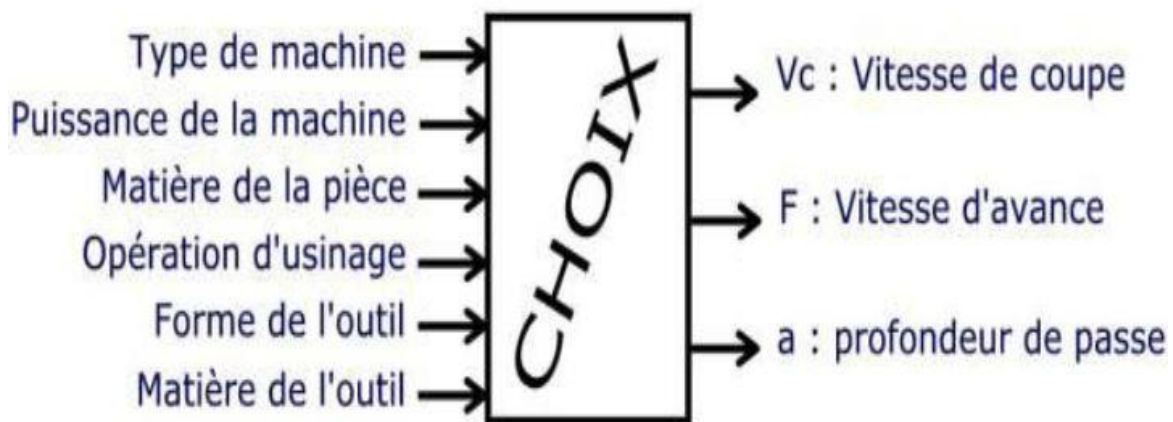 Type de machine
Puissance de la machine
Matière de la pièce
Opération d'usinage
Forme de l'outil
Matière de l'outil
CHOIX
Vc : Vitesse de coupe
F : Vitesse d'avance
a : profondeur de passe